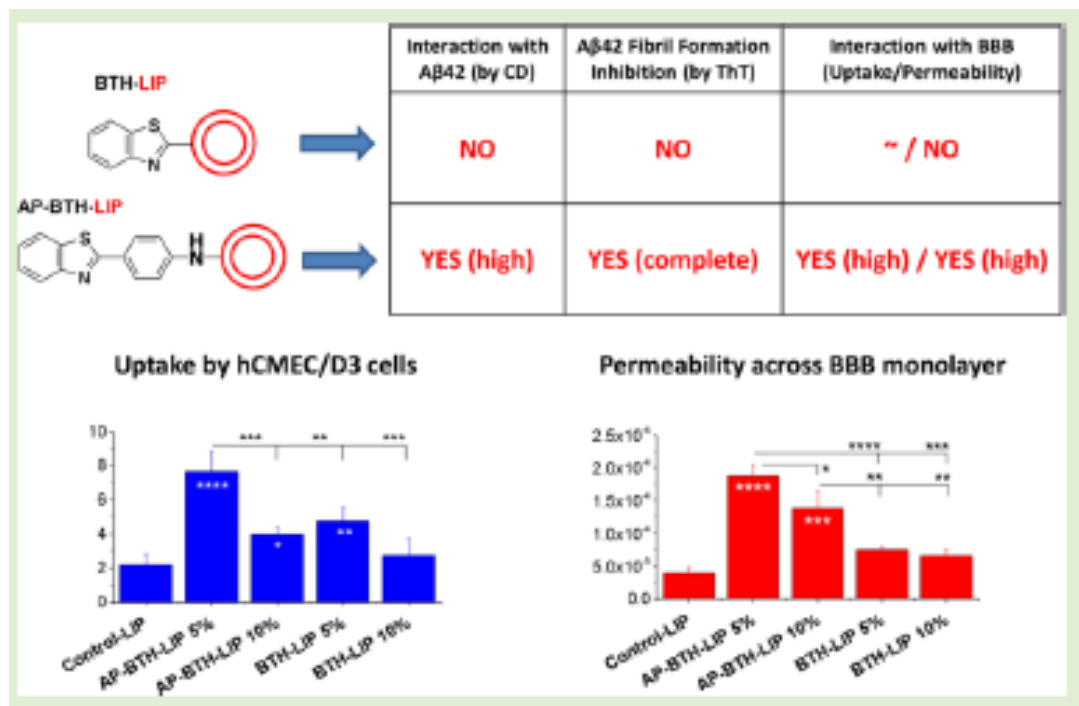 Interaction with
Aβ42 (by CD)
Aβ42 Fibril Formation
Inhibition (by ThT)
Interaction with BBB
(Uptake/Permeability)
BTH-LIP
S
N
NO
NO
~ / NO
AP-BTH-LIP
S
N
H
N
YES (high)
YES (complete)
YES (high) / YES (high)
Uptake by hCMEC/D3 cells
10
8
6
4
2
0
***
**
***
****
*
**
Control-LIP
AP-BTH-LIP 5%
AP-BTH-LIP 10%
BTH-LIP 5%
BTH-LIP 10%
Permeability across BBB monolayer
0.0
****
***
*
**
**
****
***
Control-LIP
AP-BTH-LIP 5%
AP-BTH-LIP 10%
BTH-LIP 5%
BTH-LIP 10%